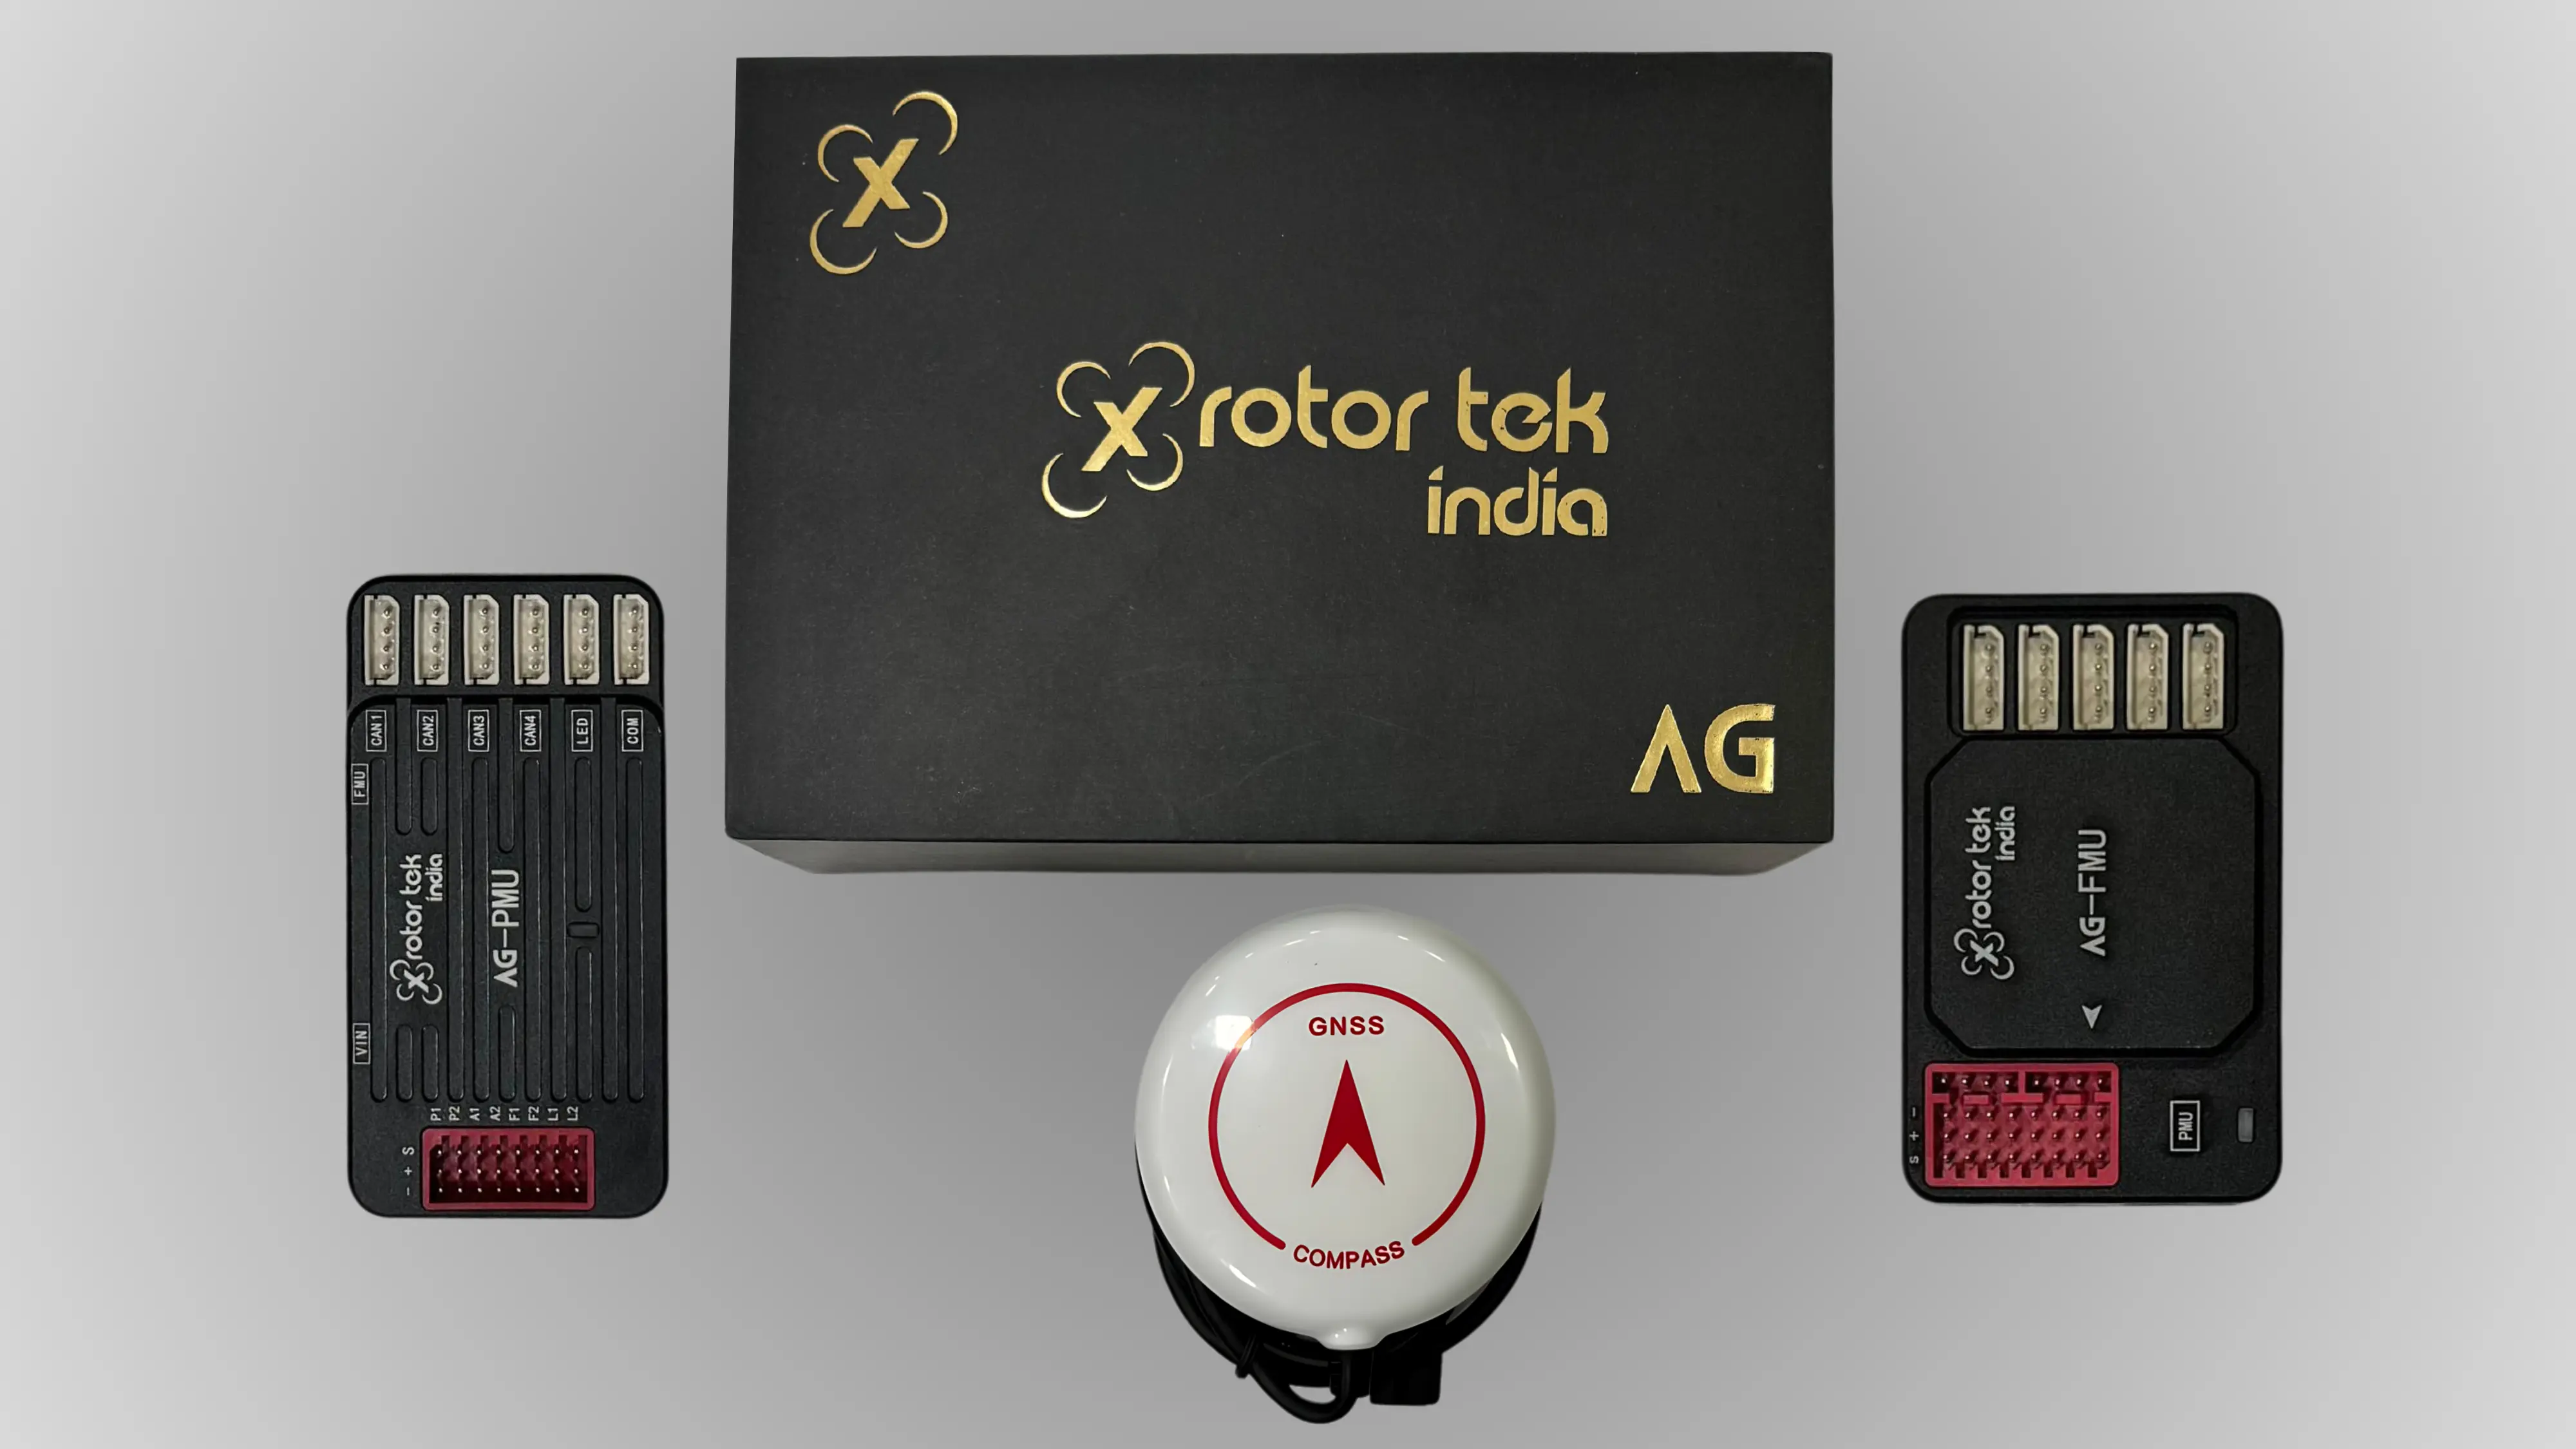 X
X rotor tek
india
AG
CAN1
CAN2
CAN3
CAN4
LED
COM
FMU
VIN
X rotor tek
india
AG-PMU
P1
P2
A1
A2
F1
F2
L1
L2
- + S
GNSS
COMPASS
X rotor tek
india
AG-FMU
S + -
PMU